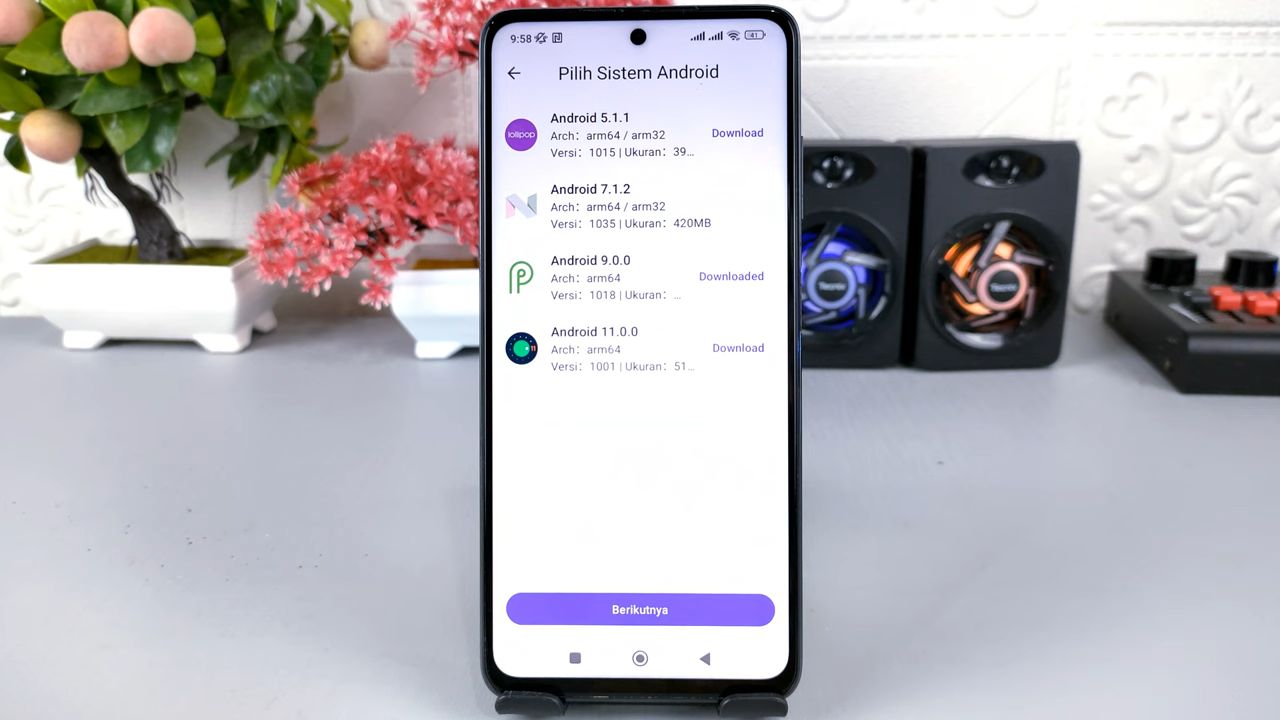 9:58
41
Pilih Sistem Android
Android 5.1.1
lollipop
Arch: arm64 / arm32
Download
Versi: 1015 | Ukuran: 39...
Android 7.1.2
Arch: arm64 / arm32
Versi: 1035 | Ukuran: 420MB
Android 9.0.0
Arch: arm64
Downloaded
Versi: 1018 | Ukuran: ...
Android 11.0.0
11
Arch: arm64
Download
Versi: 1001 | Ukuran: 51...
Berikutnya